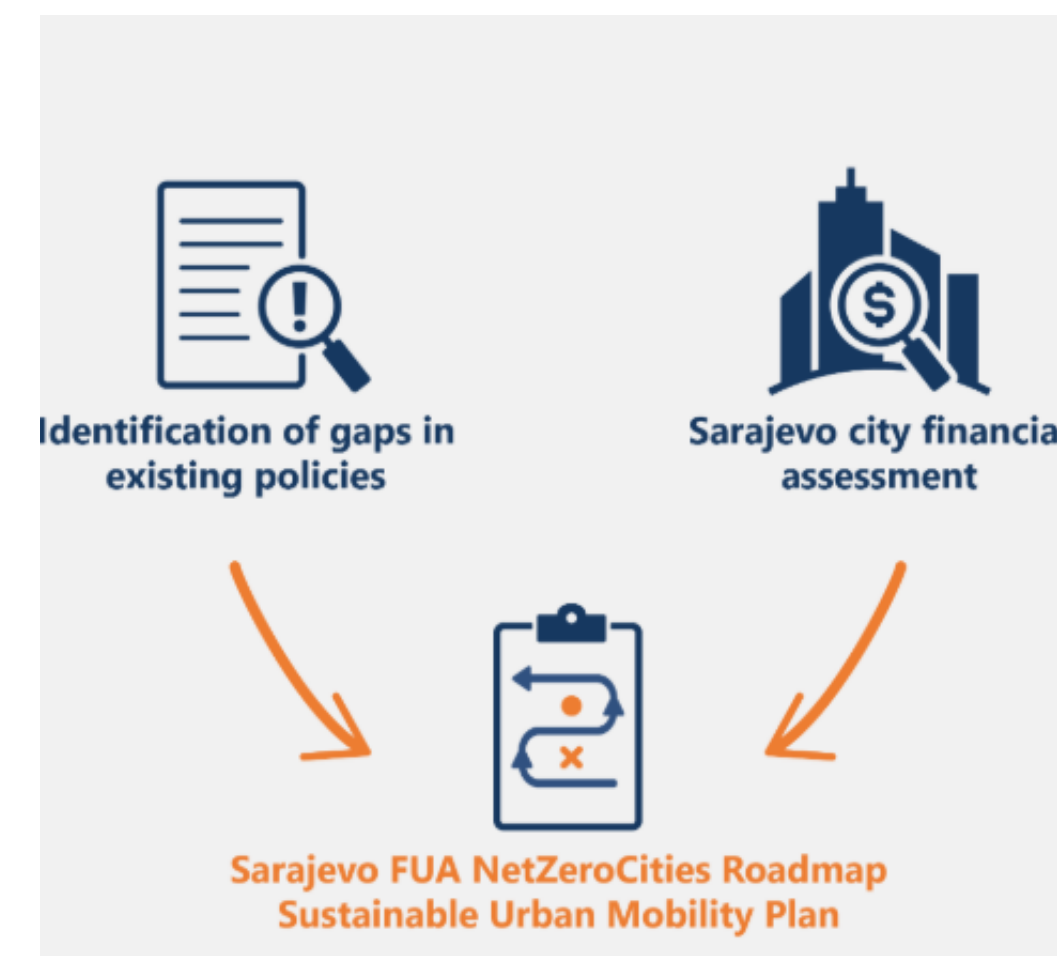 Identification of gaps in
existing policies
Sarajevo city financia
assessment
Sarajevo FUA NetZeroCities Roadmap
Sustainable Urban Mobility Plan